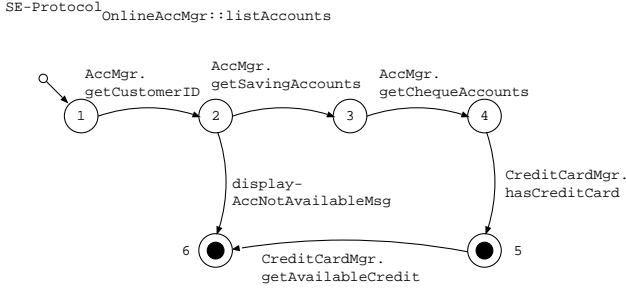 SE-Protocol OnlineAccMgr::listAccounts
AccMgr.
getCustomerID
AccMgr.
getSavingAccounts
AccMgr.
getChequeAccounts
1
2
3
4
display-
AccNotAvailableMsg
CreditCardMgr.
hasCreditCard
6
5
CreditCardMgr.
getAvailableCredit